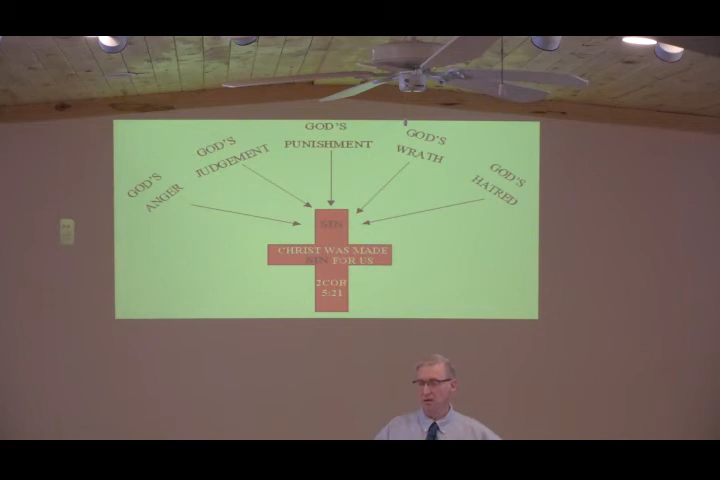 GOD'S
ANGER
GOD'S
JUDGEMENT
GOD'S
PUNISHMENT
GOD'S
WRATH
GOD'S
HATRED
SIN
CHRIST WAS MADE
SIN FOR US
2COR
5:21